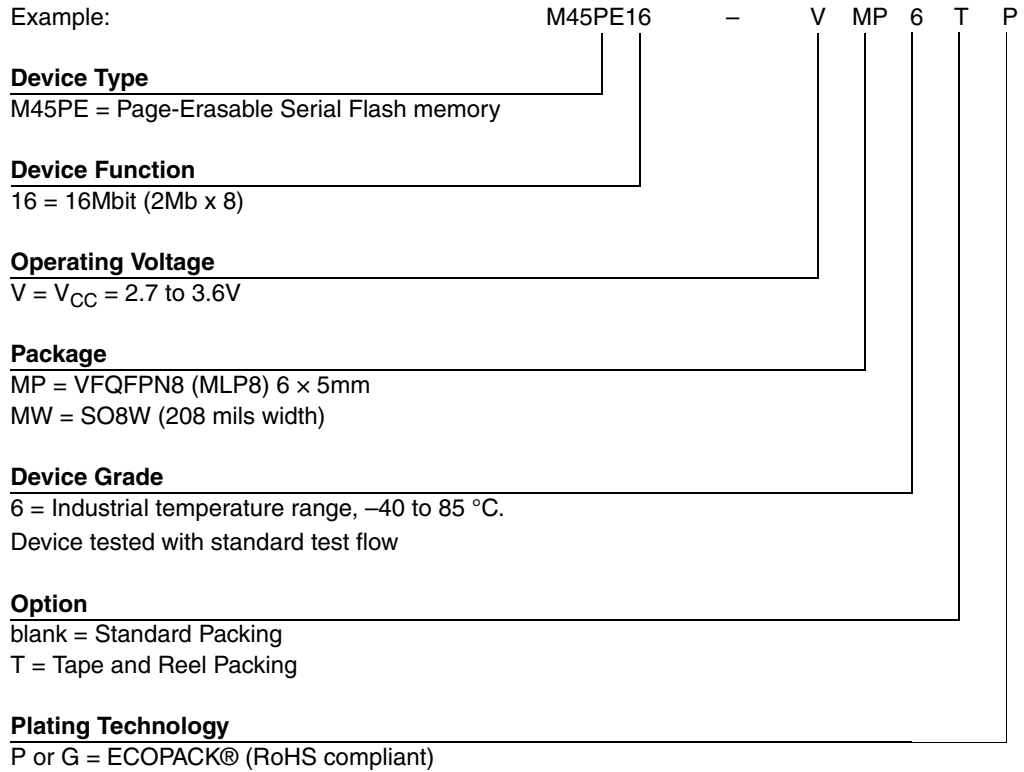 Example: M45PE16 – V MP 6 T P
Device Type
M45PE = Page-Erasable Serial Flash memory
Device Function
16 = 16Mbit (2Mb x 8)
Operating Voltage
V = VCC = 2.7 to 3.6V
Package
MP = VFQFPN8 (MLP8) 6 × 5mm
MW = SO8W (208 mils width)
Device Grade
6 = Industrial temperature range, –40 to 85 °C.
Device tested with standard test flow
Option
blank = Standard Packing
T = Tape and Reel Packing
Plating Technology
P or G = ECOPACK® (RoHS compliant)